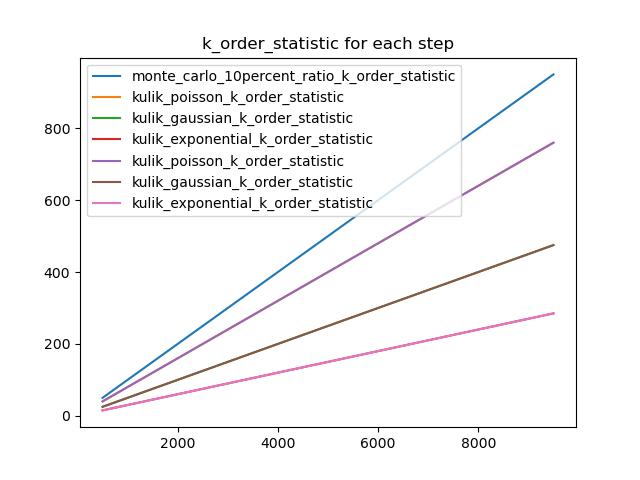 k_order_statistic for each step
monte_carlo_10percent_ratio_k_order_statistic
kulik_poisson_k_order_statistic
kulik_gaussian_k_order_statistic
kulik_exponential_k_order_statistic
kulik_poisson_k_order_statistic
kulik_gaussian_k_order_statistic
kulik_exponential_k_order_statistic
800
600
400
200
0
2000 4000 6000 8000